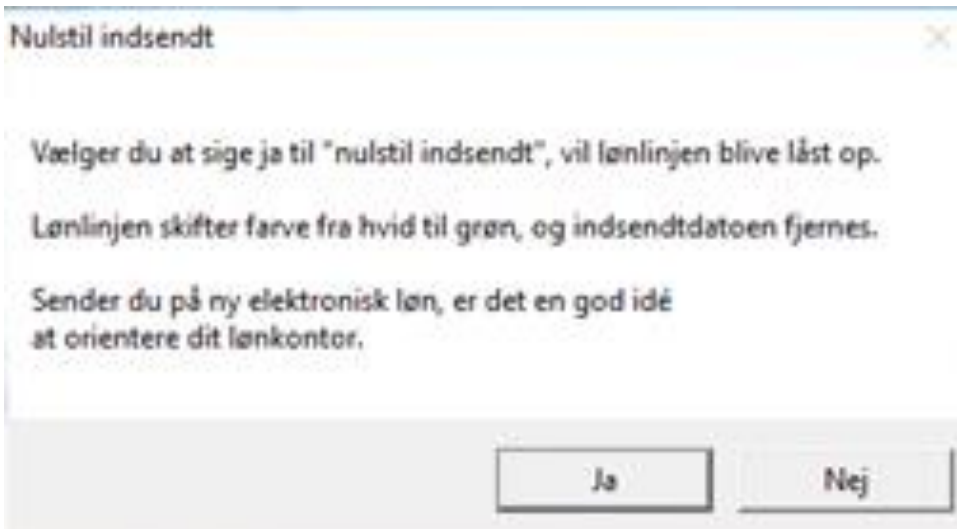 Nulstil indsendt
Vælger du at sige ja til "nulstil indsendt", vil lønlinjen blive låst op.
Lønlinjen skifter farve fra hvid til grøn, og indsendtdatoen fjernes.
Sender du på ny elektronisk løn, er det en god idé
at orientere dit lønkontor.
Ja
Nej